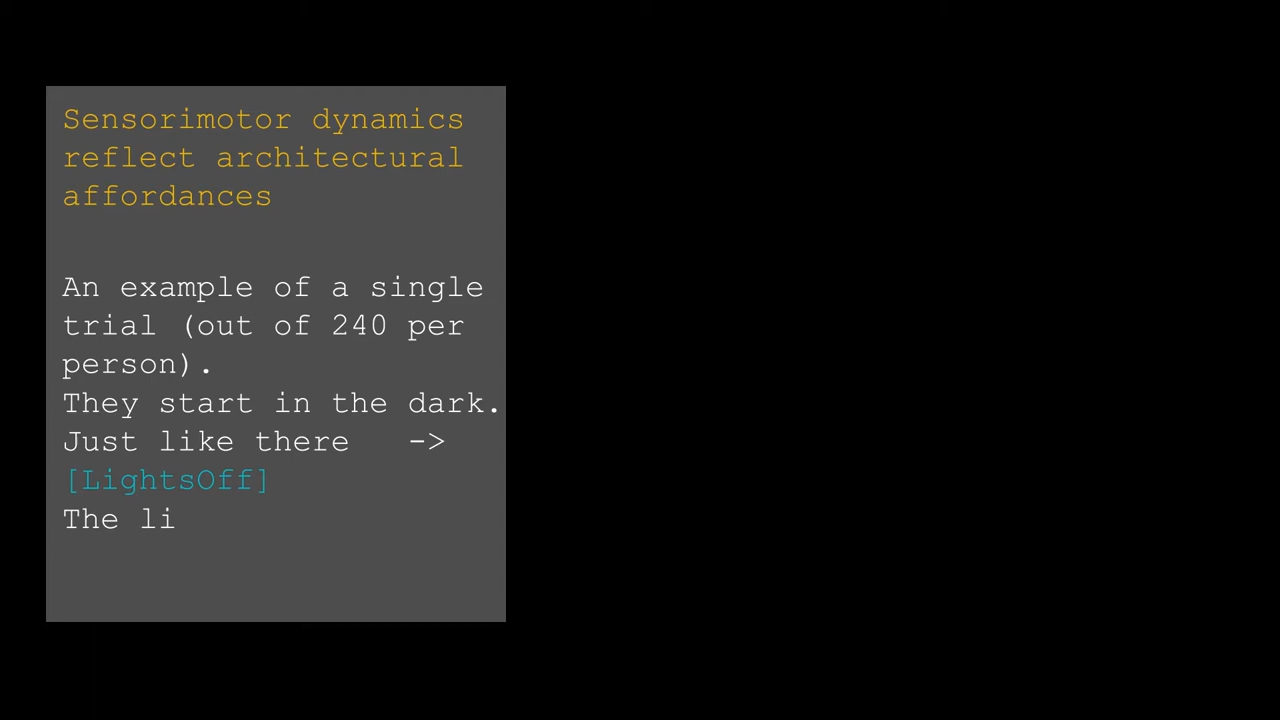 Sensorimotor dynamics
reflect architectural
affordances
An example of a single
trial (out of 240 per
person).
They start in the dark.
Just like there ->
[LightsOff]
The li